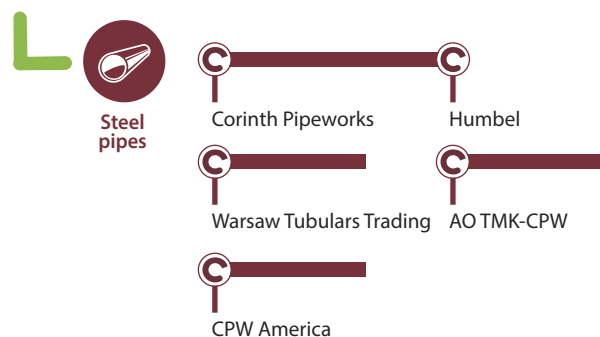 Steel
pipes
Corinth Pipeworks
Humbel
Warsaw Tubulars Trading
AO TMK-CPW
CPW America